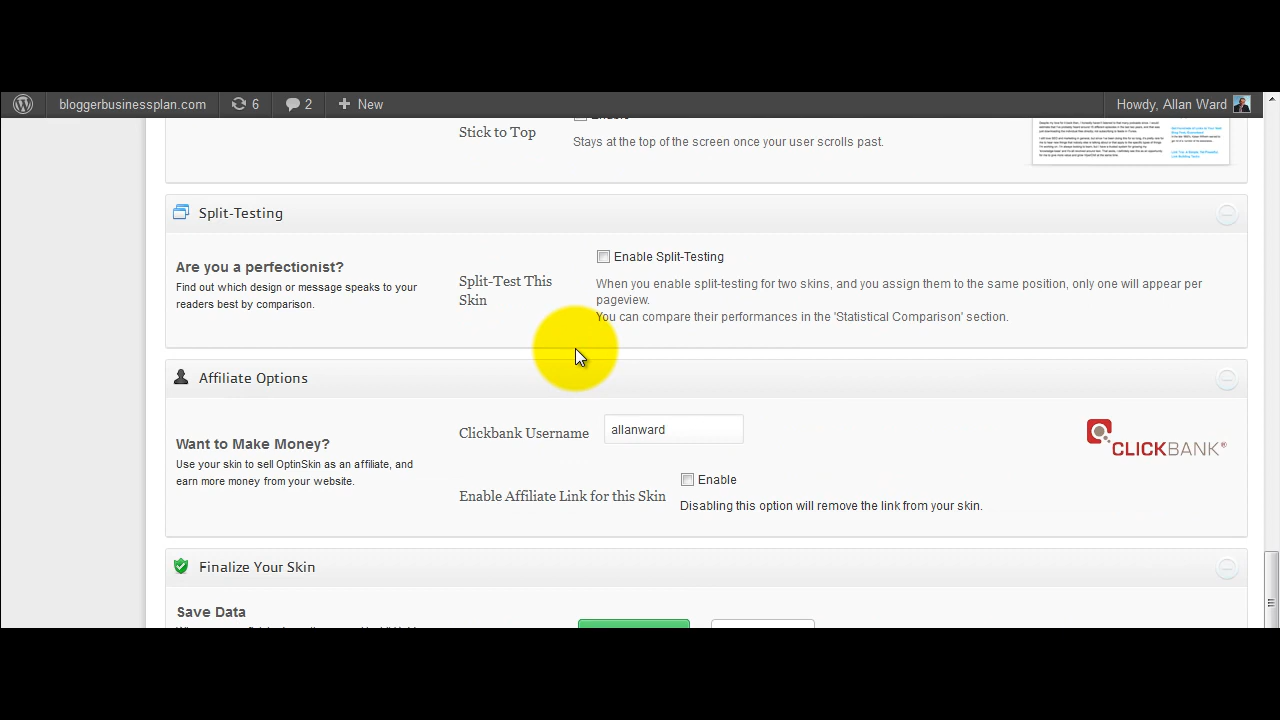 bloggerbusinessplan.com 6 2 New Howdy, Allan Ward
Stick to Top
Stays at the top of the screen once your user scrolls past.
Split-Testing
Are you a perfectionist?
Find out which design or message speaks to your
readers best by comparison.
Split-Test This
Skin
Enable Split-Testing
When you enable split-testing for two skins, and you assign them to the same position, only one will appear per
pageview.
You can compare their performances in the 'Statistical Comparison' section.
Affiliate Options
Want to Make Money?
Use your skin to sell OptinSkin as an affiliate, and
earn more money from your website.
Clickbank Username allanward
CLICKBANK®
Enable Affiliate Link for this Skin
Enable
Disabling this option will remove the link from your skin.
Finalize Your Skin
Save Data